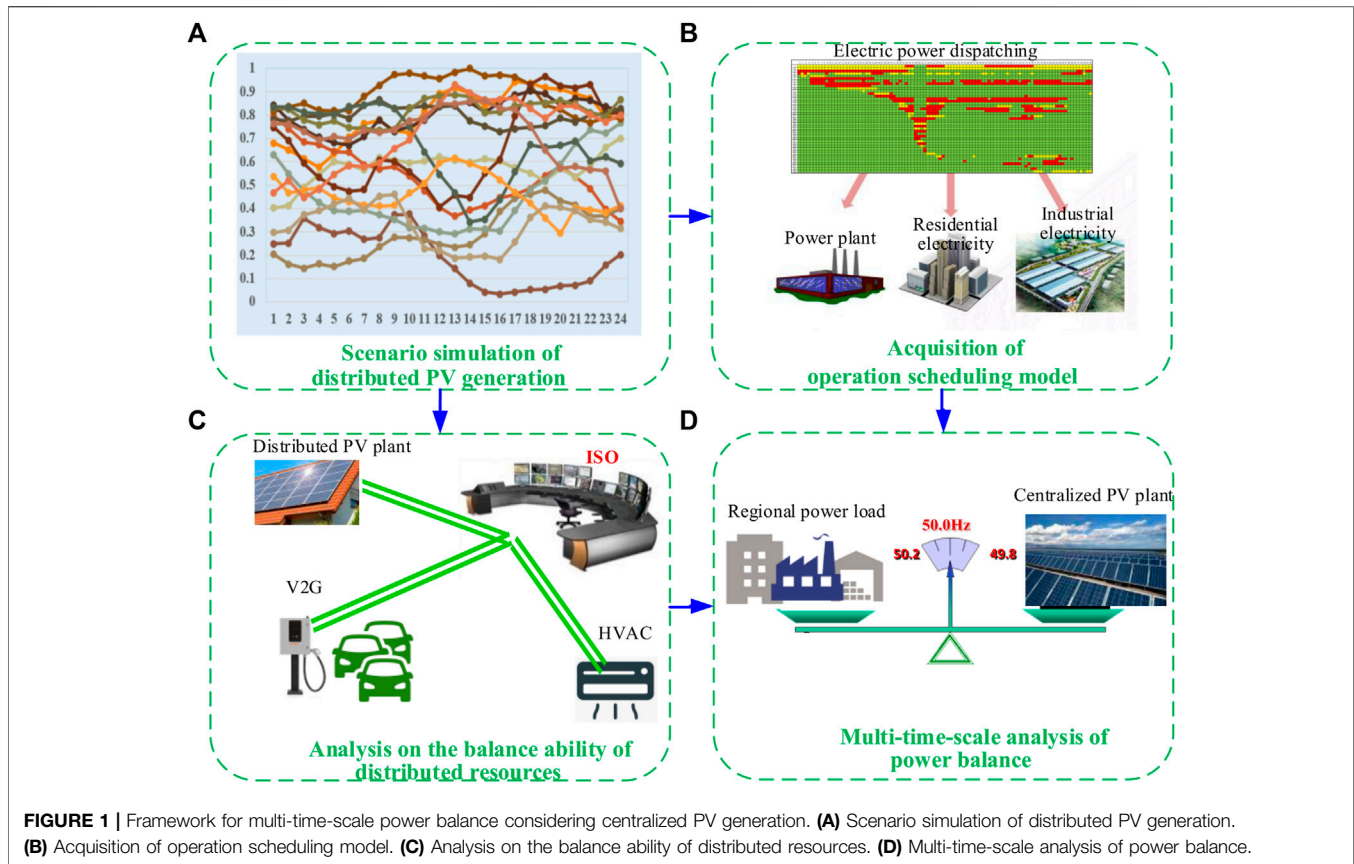 A
1
0.9
0.8
0.7
0.6
0.5
0.4
0.3
0.2
0.1
0
1 2 3 4 5 6 7 8 9 10 11 12 13 14 15 16 17 18 19 20 21 22 23 24
Scenario simulation of
distributed PV generation
B
Electric power dispatching
Power plant
Residential
electricity
Industrial
electricity
Acquisition of
operation scheduling model
C
Distributed PV plant
ISO
V2G
HVAC
Analysis on the balance ability of
distributed resources
D
Regional power load
Centralized PV plant
50.0Hz
50.2
49.8
Multi-time-scale analysis of
power balance
FIGURE 1 | Framework for multi-time-scale power balance considering centralized PV generation. (A) Scenario simulation of distributed PV generation.
(B) Acquisition of operation scheduling model. (C) Analysis on the balance ability of distributed resources. (D) Multi-time-scale analysis of power balance.